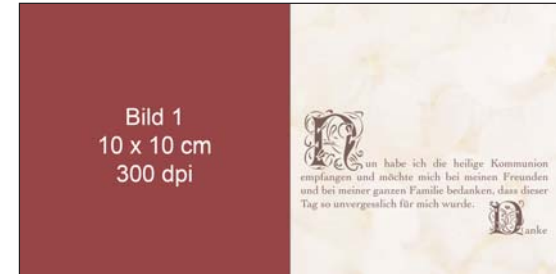 Bild 1
10 x 10 cm
300 dpi
Nun habe ich die heilige Kommunion
empfangen und möchte mich bei meinen Freunden
und bei meiner ganzen Familie bedanken, dass dieser
Tag so unvergesslich für mich wurde.
Danke